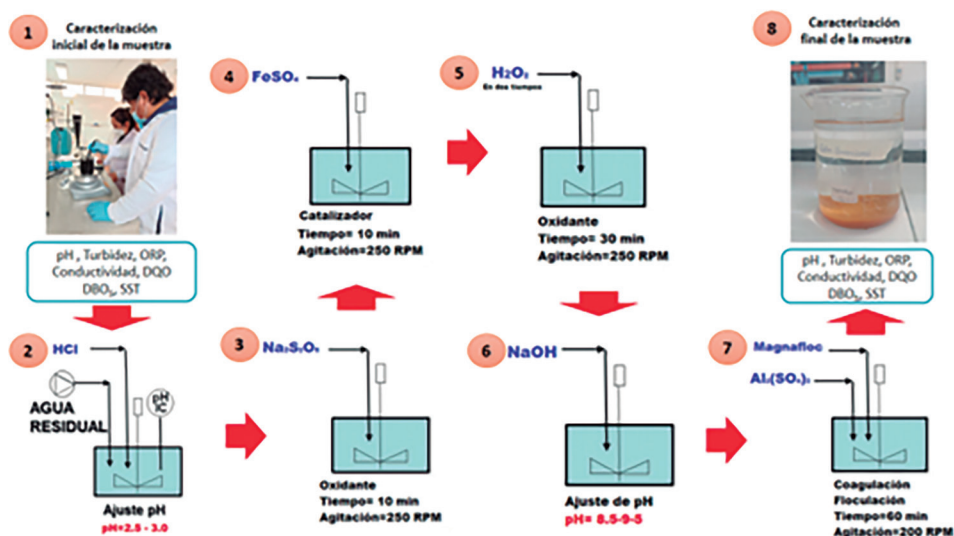 1
Caracterización
inicial de la muestra
pH , Turbidez, ORP,
Conductividad, DQO
DBO₅, SST
2
HCl
AGUA
RESIDUAL
pH
IC
Ajuste pH
pH=2.5 - 3.0
3
Na₂S₂O₈
Oxidante
Tiempo= 10 min
Agitación=250 RPM
4
FeSO₄
Catalizador
Tiempo= 10 min
Agitación=250 RPM
5
H₂O₂
En dos tiempos
Oxidante
Tiempo= 30 min
Agitación=250 RPM
6
NaOH
Ajuste de pH
pH= 8.5-9-5
7
Magnafloc
Al₂(SO₄)₃
Coagulación
Floculación
Tiempo=60 min
Agitación=200 RPM
8
Caracterización
final de la muestra
pH , Turbidez, ORP,
Conductividad, DQO
DBO₅, SST